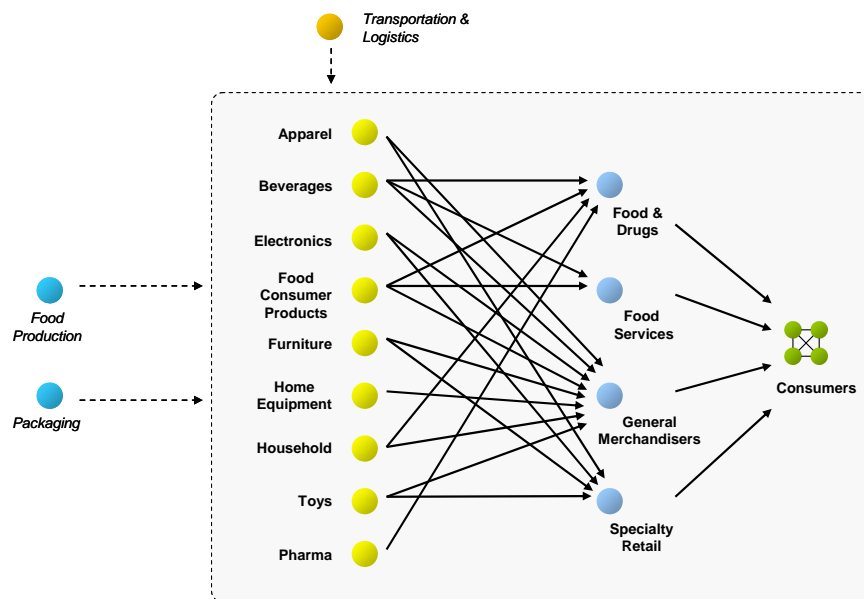 Transportation &
Logistics
Apparel
Beverages
Electronics
Food
Consumer
Products
Furniture
Home
Equipment
Household
Toys
Pharma
Food
Production
Packaging
Food &
Drugs
Food
Services
General
Merchandisers
Specialty
Retail
Consumers